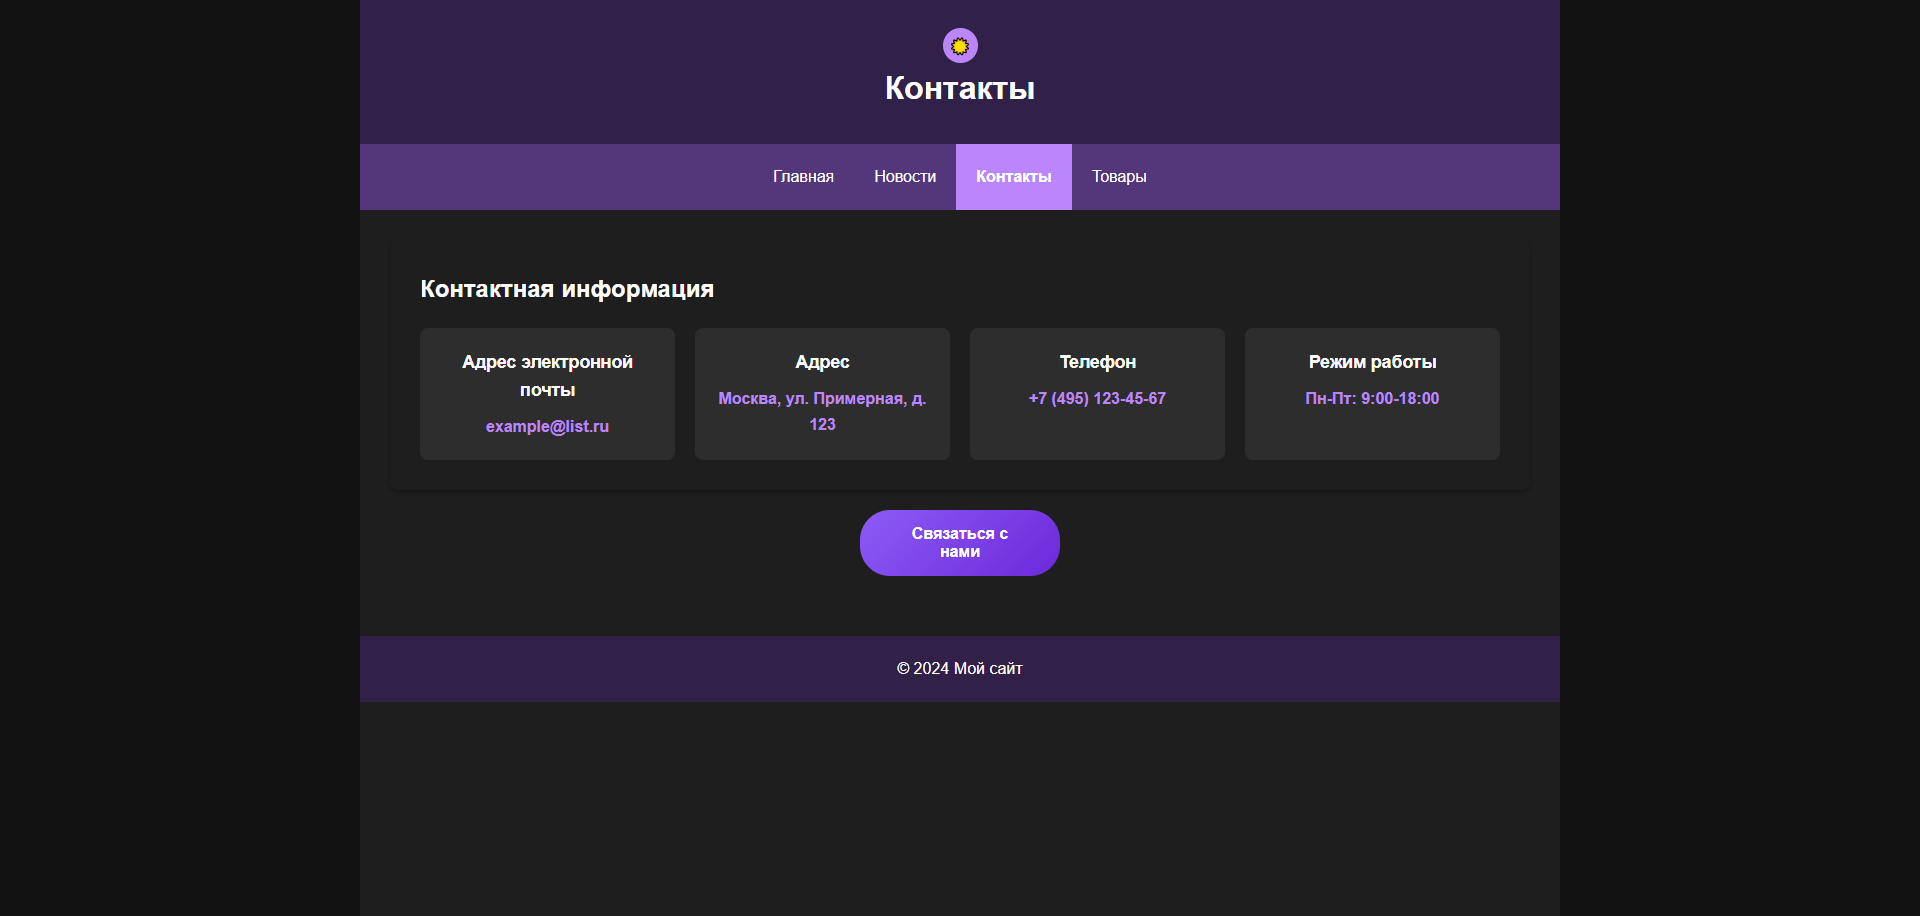 Контакты
Главная
Новости
Контакты
Товары
Контактная информация
Адрес электронной
почты
example@list.ru
Адрес
Москва, ул. Примерная, д.
123
Телефон
+7 (495) 123-45-67
Режим работы
Пн-Пт: 9:00-18:00
Связаться с
нами
© 2024 Мой сайт